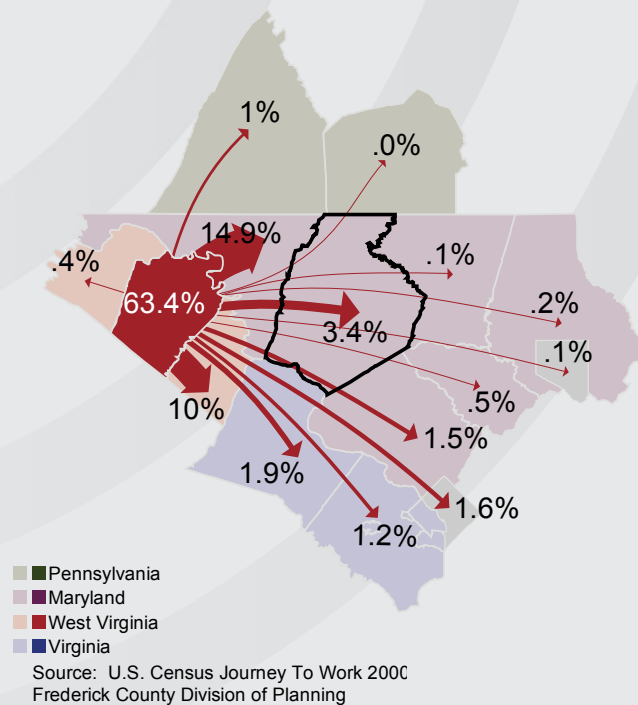 1%
.0%
14.9%
.4%
.1%
63.4%
.2%
3.4%
.1%
10%
.5%
1.5%
1.9%
1.6%
1.2%
Pennsylvania
Maryland
West Virginia
Virginia
Source: U.S. Census Journey To Work 2000
Frederick County Division of Planning